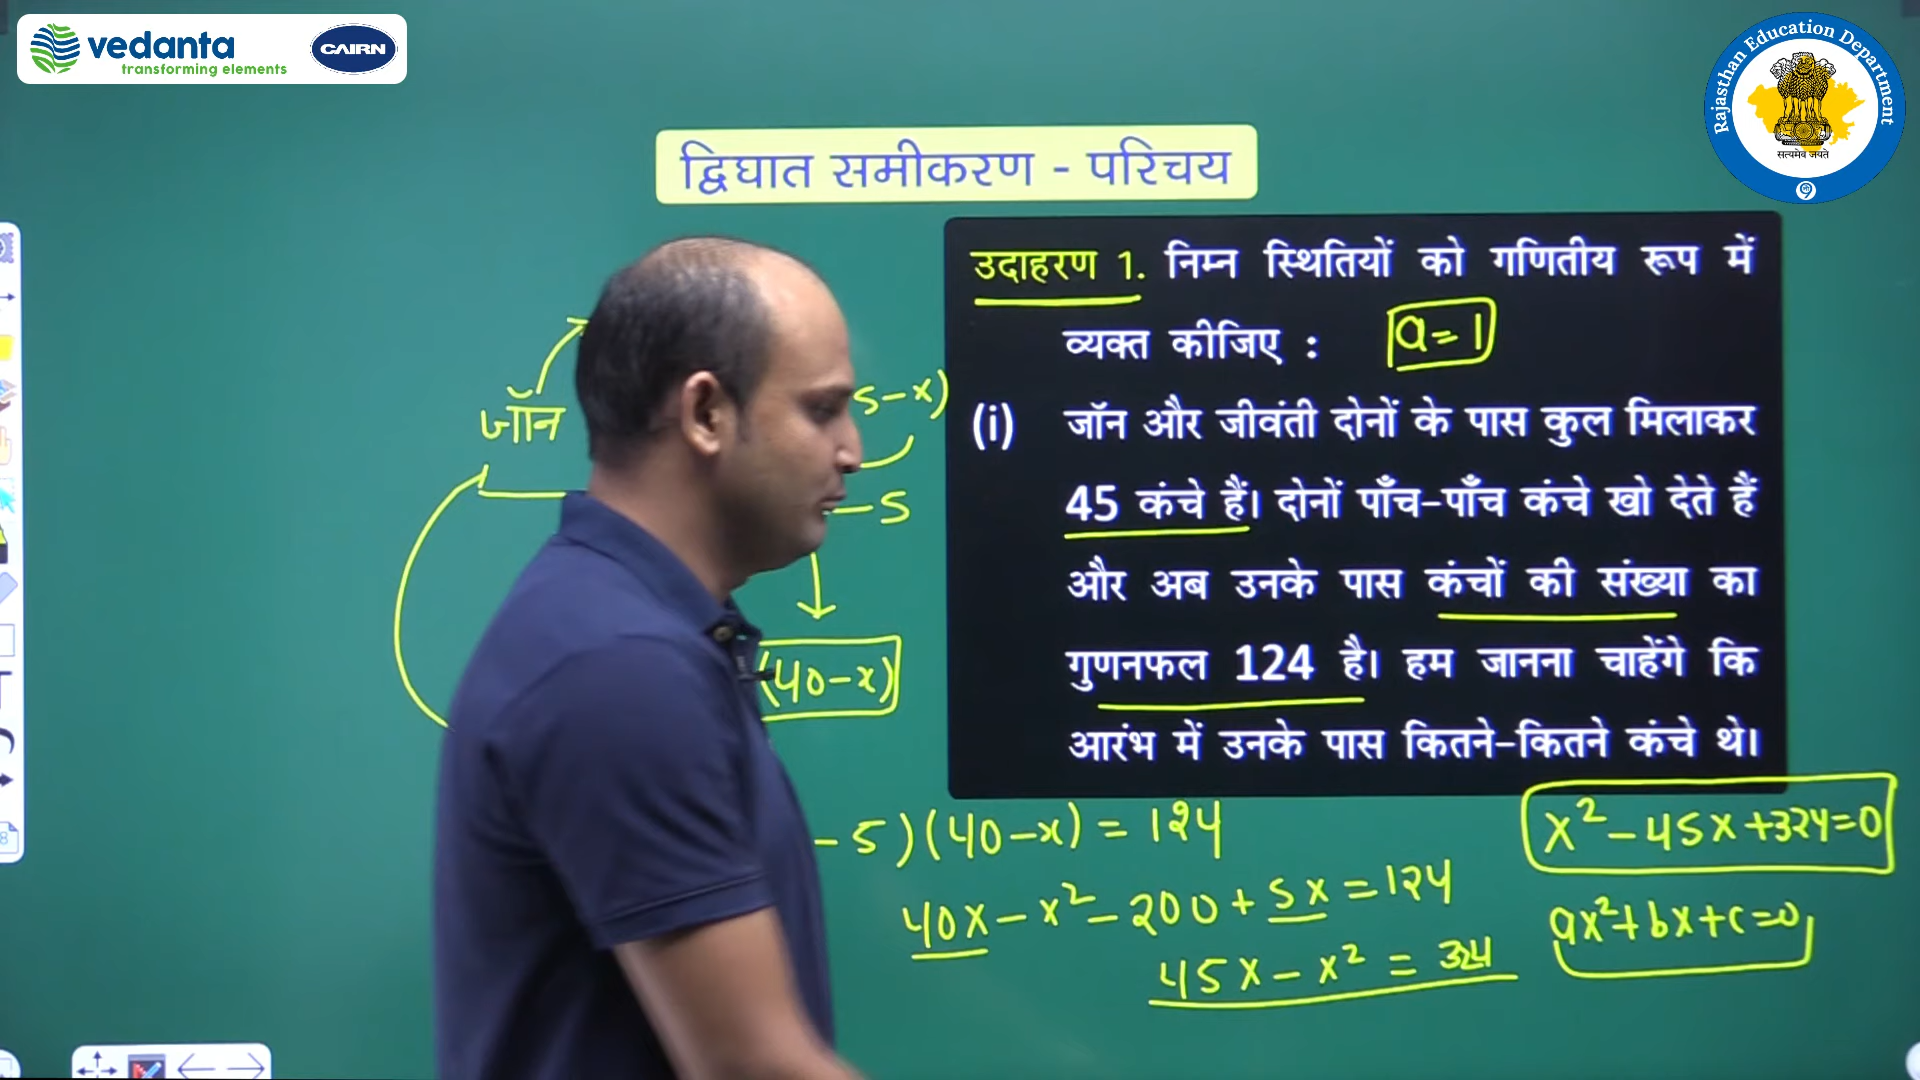 vedanta
transforming elements
CAIRN
Rajasthan Education Department
सत्यमेव जयते
द्विघात समीकरण - परिचय
उदाहरण 1. निम्न स्थितियों को गणितीय रूप में
व्यक्त कीजिए :
a=1
(i) जॉन और जीवंती दोनों के पास कुल मिलाकर
45 कंचे हैं। दोनों पाँच-पाँच कंचे खो देते हैं
और अब उनके पास कंचों की संख्या का
गुणनफल 124 है। हम जानना चाहेंगे कि
आरंभ में उनके पास कितने-कितने कंचे थे।
जॉन
5-x)
-5
(40-x)
-5)(40-x) = 124
40x - x² - 200 + 5x = 124
45x - x² = 324
x² - 45x + 324 = 0
ax² + bx + c = 0